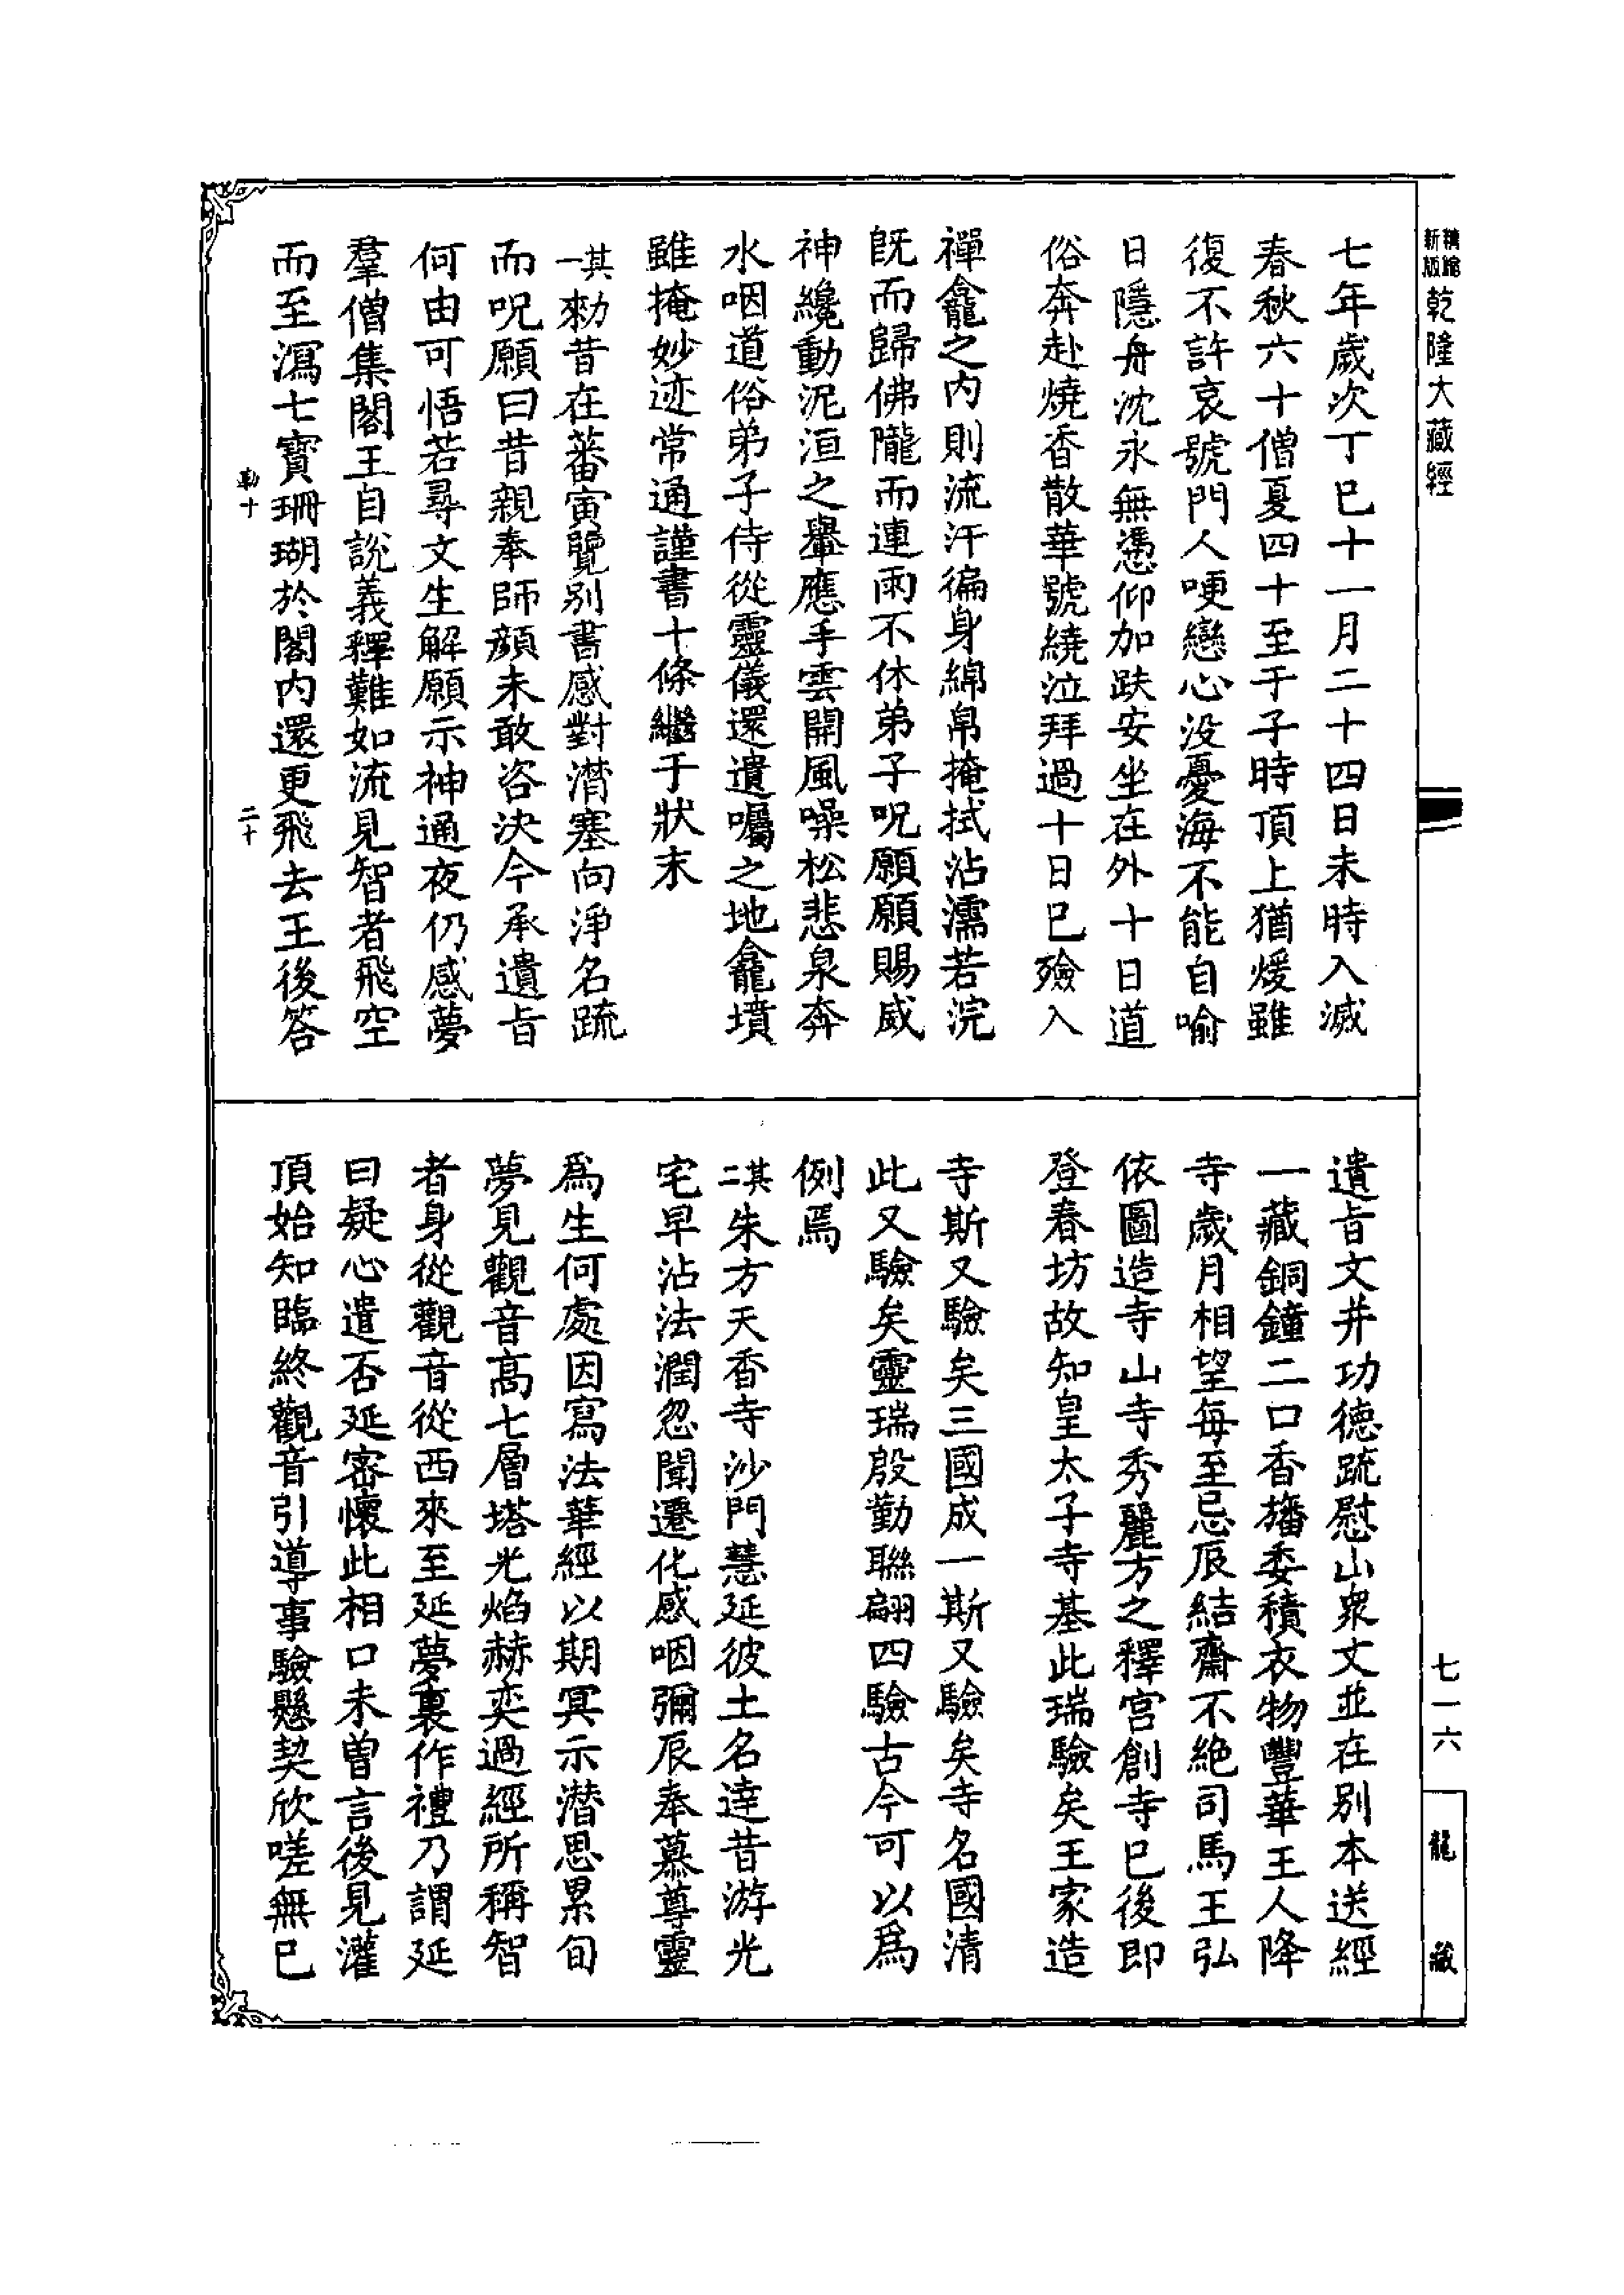 新版
精縮
乾隆大藏經
七一六
龍藏
七年歲次丁巳十一月二十四日未時入滅
春秋六十僧夏四十至于子時頂上猶煖雖
復不許哀號門人哽戀心没憂海不能自喻
日隱舟沈永無憑仰加趺安坐在外十日道
俗奔赴燒香散華號繞泣拜過十日已殮入
禪龕之内則流汗徧身綿帛掩拭沾濡若浣
旣而歸佛隴而連雨不休弟子呪願願賜威
神纔動泥洹之轝應手雲開風噪松悲泉奔
水咽道俗弟子侍從靈儀還遺囑之地龕墳
雖掩妙迹常通謹書十條繼于狀末
其一勑昔在蕃寅覽別書感對潸塞向淨名疏
而呪願曰昔親奉師顔未敢咨決今承遺旨
何由可悟若尋文生解願示神通夜仍感夢
羣僧集閣王自說義釋難如流見智者飛空
而至瀉七寳珊瑚於閣内還更飛去王後答
勒十
二十
遺旨文并功德疏慰山衆文並在别本送經
一藏銅鐘二口香旛委積衣物豐華王人降
寺歲月相望每至忌辰結齋不絶司馬王弘
依圖造寺山寺秀麗方之釋宫創寺已後即
登春坊故知皇太子寺基此瑞驗矣王家造
寺斯又驗矣三國成一斯又驗矣寺名國清
此又驗矣靈瑞殷勤聯翩四驗古今可以爲
例焉
其二朱方天香寺沙門慧延彼土名達昔游光
宅早沾法潤忽聞遷化感咽彌辰奉慕尊靈
爲生何處因寫法華經以期冥示潜思累旬
夢見觀音高七層塔光焰赫奕過經所稱智
者身從觀音從西來至延夢裏作禮乃謂延
曰疑心遣否延密懷此相口未曾言後見灌
頂始知臨終觀音引導事驗懸契欣嗟無已